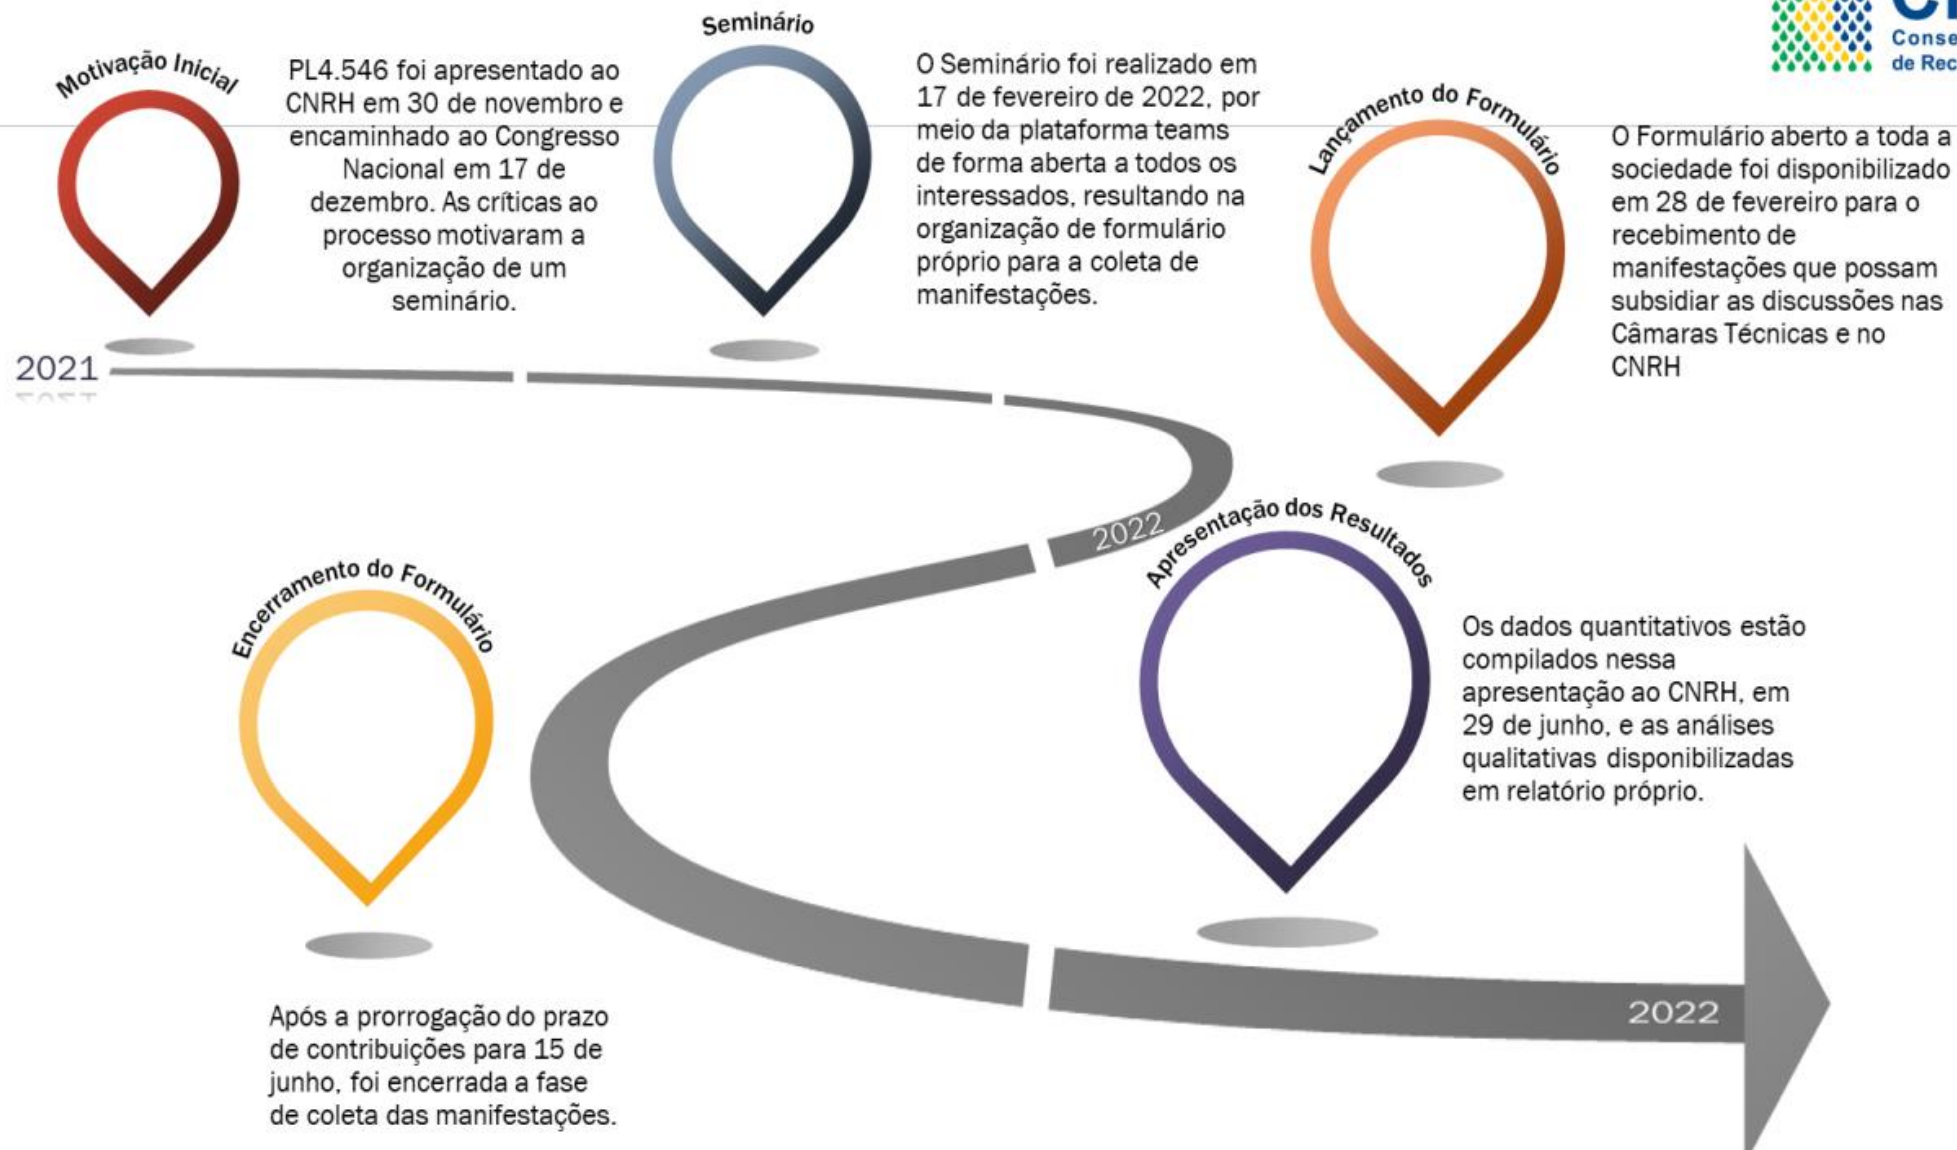 Motivação Inicial
PL4.546 foi apresentado ao
CNRH em 30 de novembro e
encaminhado ao Congresso
Nacional em 17 de
dezembro. As críticas ao
processo motivaram a
organização de um
seminário.
Seminário
O Seminário foi realizado em
17 de fevereiro de 2022, por
meio da plataforma teams
de forma aberta a todos os
interessados, resultando na
organização de formulário
próprio para a coleta de
manifestações.
Lançamento do Formulário
O Formulário aberto a toda a
sociedade foi disponibilizado
em 28 de fevereiro para o
recebimento de
manifestações que possam
subsidiar as discussões nas
Câmaras Técnicas e no
CNRH
2021
2022
Encerramento do Formulário
Após a prorrogação do prazo
de contribuições para 15 de
junho, foi encerrada a fase
de coleta das manifestações.
Apresentação dos Resultados
Os dados quantitativos estão
compilados nessa
apresentação ao CNRH, em
29 de junho, e as análises
qualitativas disponibilizadas
em relatório próprio.
2022